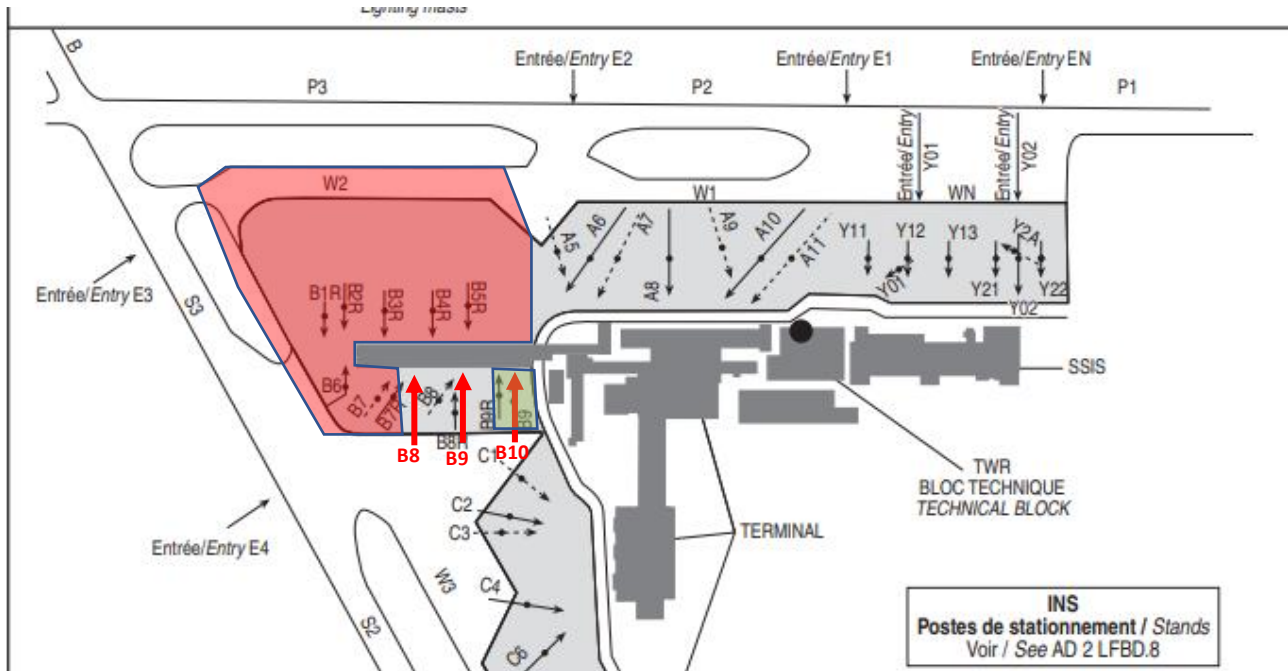 Lighting masts
B
Entrée/Entry E2
Entrée/Entry E1
Entrée/Entry EN
P3
P2
P1
Entrée/Entry
Y01
Entrée/Entry
Y02
W2
W1
WN
A5
A6
A7
A8
A9
A10
A11
Y11
Y12
Y13
Y2A
Y01
Y21
Y22
Y02
Entrée/Entry E3
S3
B1R
B2R
B3R
B4R
B5R
B6
B7
B7R
B8
B8R
B9R
B9
B8
B9
B10
SSIS
C1
C2
C3
C4
C6
TWR
BLOC TECHNIQUE
TECHNICAL BLOCK
TERMINAL
Entrée/Entry E4
W3
S2
INS
Postes de stationnement / Stands
Voir / See AD 2 LFBD.8